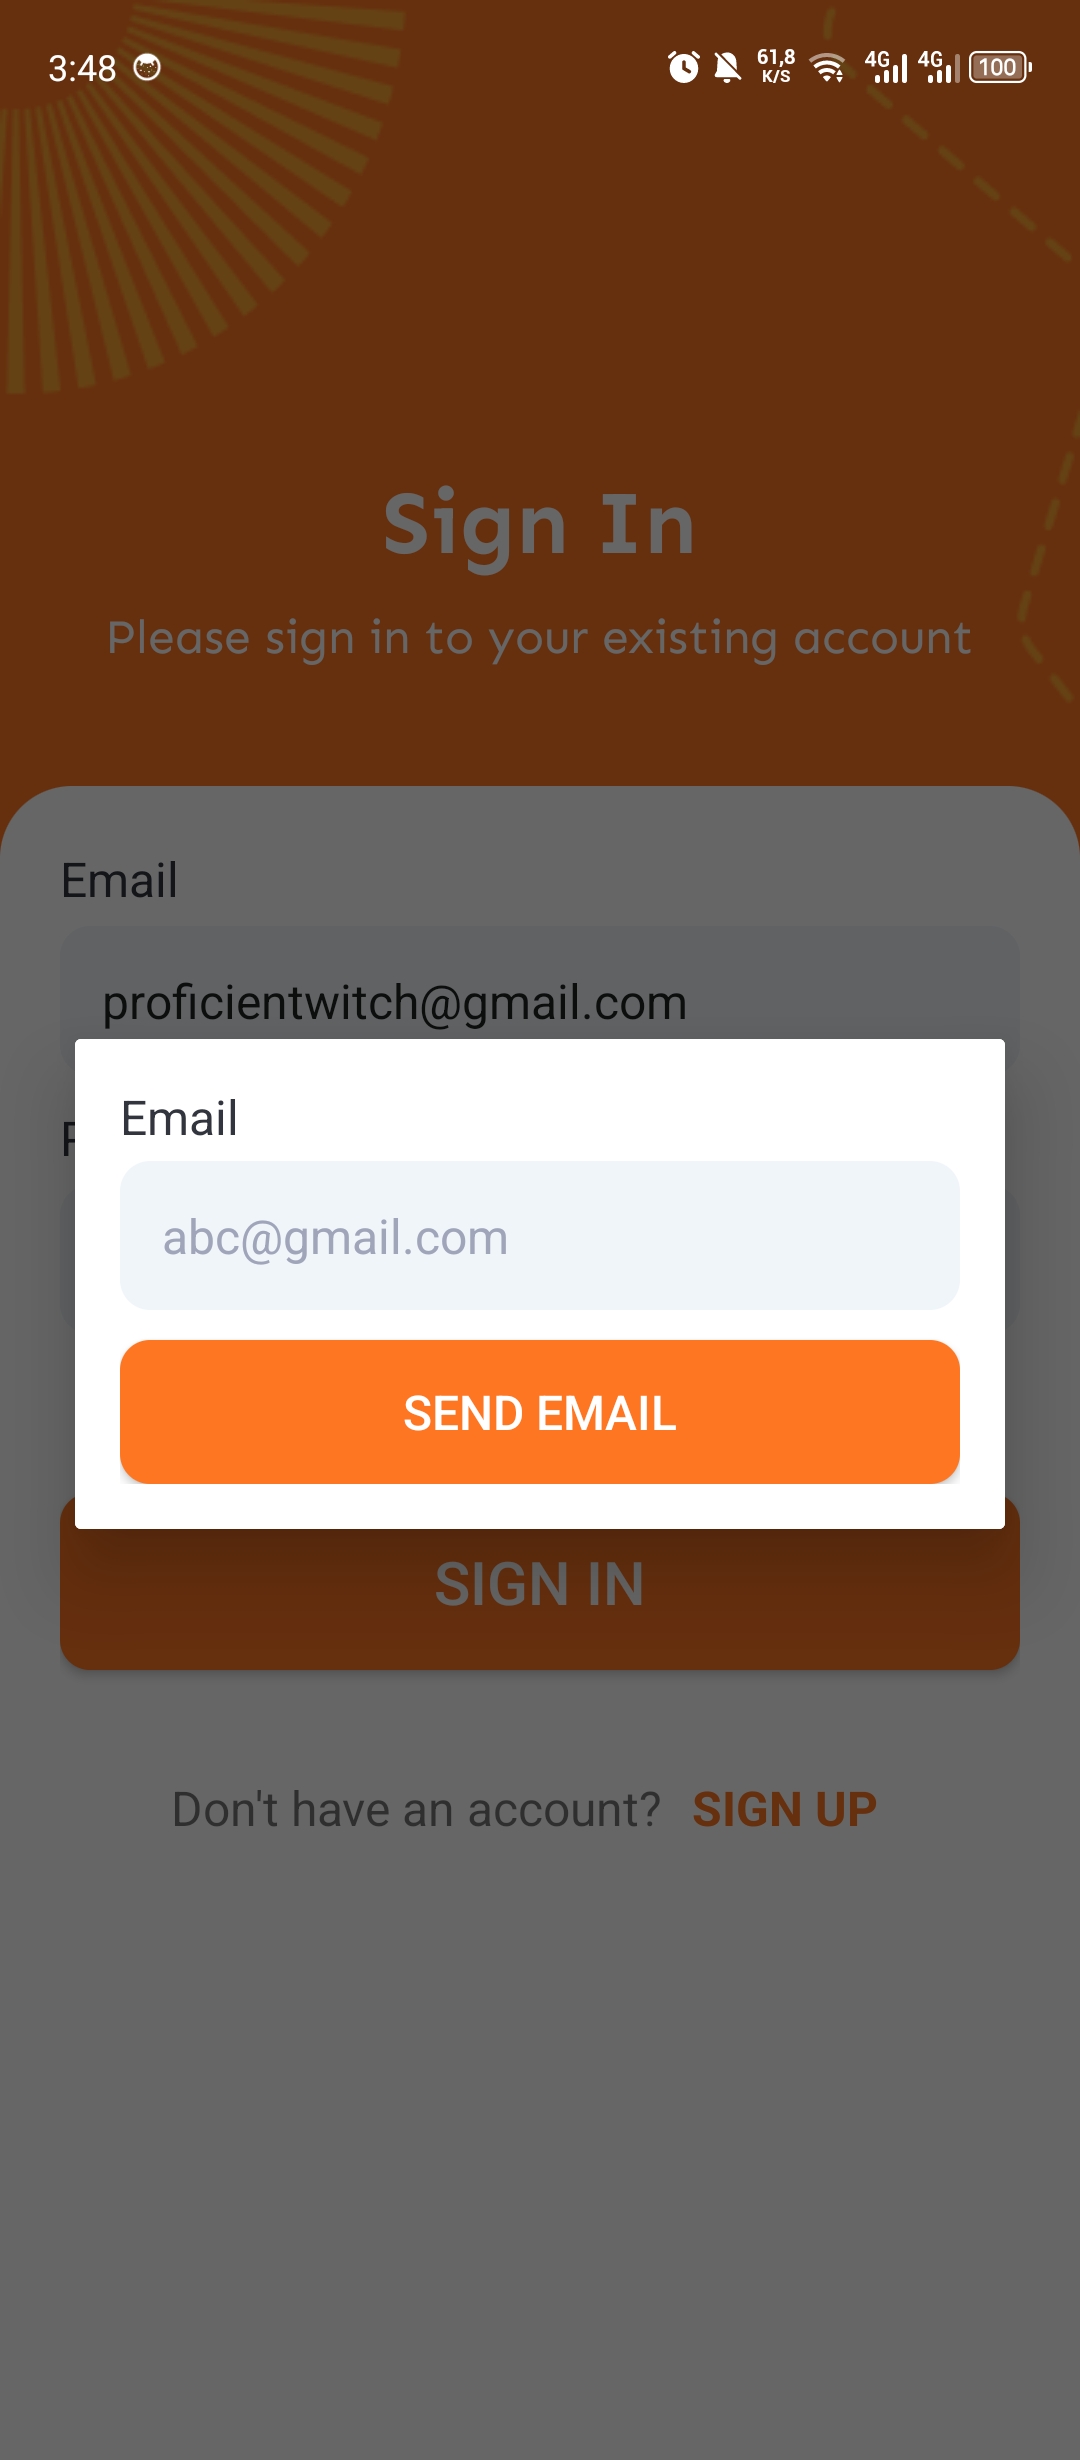 3:48
61,8
K/S
4G
4G
100
Sign In
Please sign in to your existing account
Email
proficientwitch@gmail.com
Email
abc@gmail.com
SEND EMAIL
SIGN IN
Don't have an account? SIGN UP